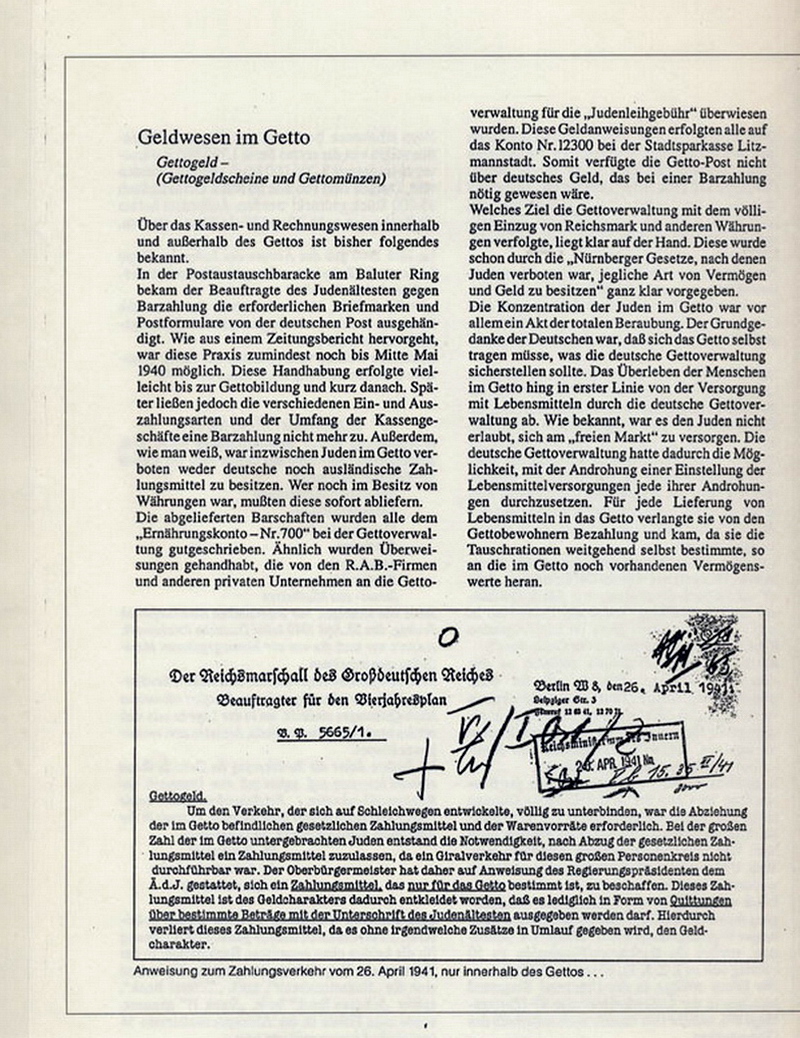 Geldwesen im Getto
Gettogeld –
(Gettogeldscheine und Gettomünzen)
Über das Kassen- und Rechnungswesen innerhalb
und außerhalb des Gettos ist bisher folgendes
bekannt.
In der Postaustauschbaracke am Baluter Ring
bekam der Beauftragte des Judenältesten gegen
Barzahlung die erforderlichen Briefmarken und
Postformulare von der deutschen Post ausgehän-
digt. Wie aus einem Zeitungsbericht hervorgeht,
war diese Praxis zumindest noch bis Mitte Mai
1940 möglich. Diese Handhabung erfolgte viel-
leicht bis zur Gettobildung und kurz danach. Spä-
ter ließen jedoch die verschiedenen Ein- und Aus-
zahlungsarten und der Umfang der Kassenge-
schäfte eine Barzahlung nicht mehr zu. Außerdem,
wie man weiß, war inzwischen Juden im Getto ver-
boten weder deutsche noch ausländische Zah-
lungsmittel zu besitzen. Wer noch im Besitz von
Währungen war, mußten diese sofort abliefern.
Die abgelieferten Barschaften wurden alle dem
„Ernährungskonto – Nr. 700“ bei der Gettoverwal-
tung gutgeschrieben. Ähnlich wurden Überwei-
sungen gehandhabt, die von den R.A.B.-Firmen
und anderen privaten Unternehmen an die Getto-
verwaltung für die „Judenleihgebühr“ überwiesen
wurden. Diese Geldanweisungen erfolgten alle auf
das Konto Nr. 12300 bei der Stadtsparkasse Litz-
mannstadt. Somit verfügte die Getto-Post nicht
über deutsches Geld, das bei einer Barzahlung
nötig gewesen wäre.
Welches Ziel die Gettoverwaltung mit dem völli-
gen Einzug von Reichsmark und anderen Währun-
gen verfolgte, liegt klar auf der Hand. Diese wurde
schon durch die „Nürnberger Gesetze, nach denen
Juden verboten war, jegliche Art von Vermögen
und Geld zu besitzen“ ganz klar vorgegeben.
Die Konzentration der Juden im Getto war vor
allem ein Akt der totalen Beraubung. Der Grundge-
danke der Deutschen war, daß sich das Getto selbst
tragen müsse, was die deutsche Gettoverwaltung
sicherstellen sollte. Das Überleben der Menschen
im Getto hing in erster Linie von der Versorgung
mit Lebensmitteln durch die deutsche Gettover-
waltung ab. Wie bekannt, war es den Juden nicht
erlaubt, sich am „freien Markt“ zu versorgen. Die
deutsche Gettoverwaltung hatte dadurch die Mög-
lichkeit, mit der Androhung einer Einstellung der
Lebensmittelversorgungen jede ihrer Androhun-
gen durchzusetzen. Für jede Lieferung von
Lebensmitteln in das Getto verlangte sie von den
Gettobewohnern Bezahlung und kam, da sie die
Tauschrationen weitgehend selbst bestimmte, so
an die im Getto noch vorhandenen Vermögens-
werte heran.
Der Reichsmarschall des Großdeutschen Reiches
Beauftragter für den Vierjahresplan
V. P. 5665/1.
Berlin W 8, den 26. April 1941.
Leipziger Str. 3
Reichsministerium des Innern
28. APR. 1941
Gettogeld.
Um den Verkehr, der sich auf Schleichwegen entwickelte, völlig zu unterbinden, war die Abziehung
der im Getto befindlichen gesetzlichen Zahlungsmittel und der Warenvorräte erforderlich. Bei der großen
Zahl der im Getto untergebrachten Juden entstand die Notwendigkeit, nach Abzug der gesetzlichen Zah-
lungsmittel ein Zahlungsmittel zuzulassen, da ein Giralverkehr für diesen großen Personenkreis nicht
durchführbar war. Der Oberbürgermeister hat daher auf Anweisung des Regierungspräsidenten dem
Ä.d.J. gestattet, sich ein Zahlungsmittel, das nur für das Getto bestimmt ist, zu beschaffen. Dieses Zah-
lungsmittel ist des Geldcharakters dadurch entkleidet worden, daß es lediglich in Form von Quittungen
über bestimmte Beträge mit der Unterschrift des Judenältesten ausgegeben werden darf. Hierdurch
verliert dieses Zahlungsmittel, da es ohne irgendwelche Zusätze in Umlauf gegeben wird, den Geld-
charakter.
Anweisung zum Zahlungsverkehr vom 26. April 1941, nur innerhalb des Gettos . . .